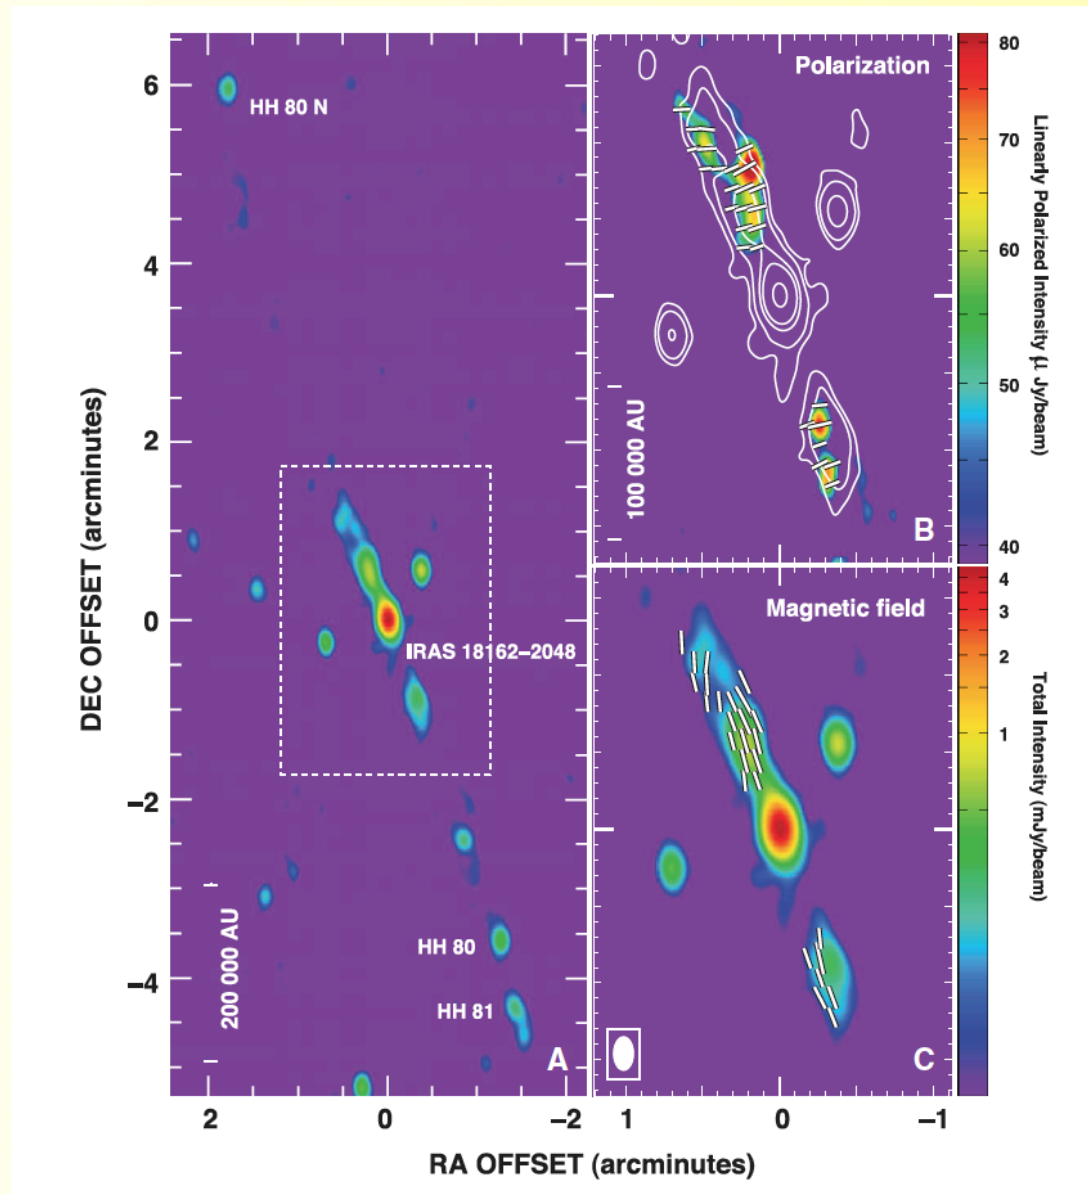 6
4
2
0
−2
−4
DEC OFFSET (arcminutes)
HH 80 N
IRAS 18162−2048
HH 80
HH 81
200 000 AU
A
2
0
−2
Polarization
100 000 AU
B
80
70
60
50
40
Linearly Polarized Intensity (μ Jy/beam)
Magnetic field
C
4
3
2
1
Total Intensity (mJy/beam)
1
0
−1
RA OFFSET (arcminutes)